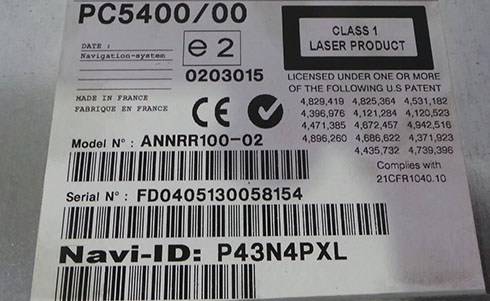 PC5400/00
DATE :
Navigation-system
e2
0203015
CLASS 1
LASER PRODUCT
MADE IN FRANCE
FABRIQUE EN FRANCE
CE
LICENSED UNDER ONE OR MORE
OF THE FOLLOWING U.S PATENT
4,829,419 4,825,364 4,531,182
4,396,976 4,121,284 4,120,523
4,471,385 4,672,457 4,942,516
4,896,260 4,686,622 4,371,923
4,435,732 4,739,396
Complies with
21CFR1040.10
Model N° : ANNRR100-02
Serial N° : FD0405130058154
Navi-ID: P43N4PXL